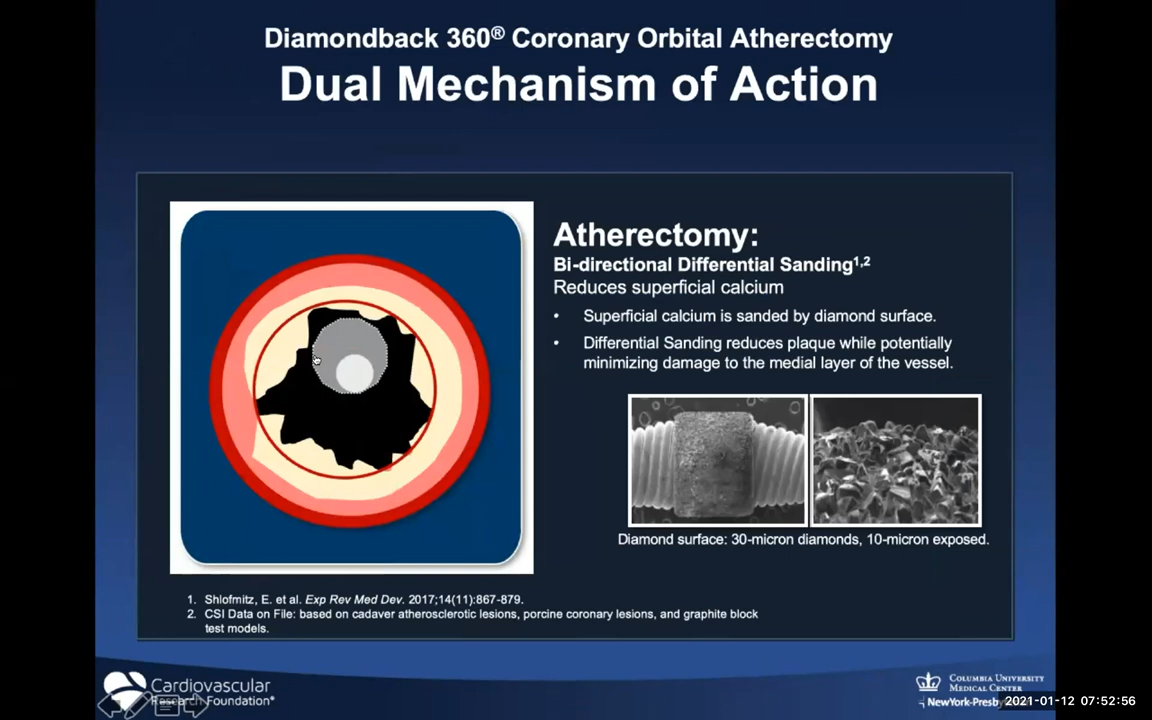 Diamondback 360® Coronary Orbital Atherectomy
Dual Mechanism of Action
Atherectomy:
Bi-directional Differential Sanding1,2
Reduces superficial calcium
• Superficial calcium is sanded by diamond surface.
• Differential Sanding reduces plaque while potentially
minimizing damage to the medial layer of the vessel.
Diamond surface: 30-micron diamonds, 10-micron exposed.
1. Shlofmitz, E. et al. Exp Rev Med Dev. 2017;14(11):867-879.
2. CSI Data on File: based on cadaver atherosclerotic lesions, porcine coronary lesions, and graphite block
test models.
Cardiovascular
Research Foundation®
COLUMBIA UNIVERSITY
MEDICAL CENTER
NewYork-Presby
2021-01-12 07:52:56